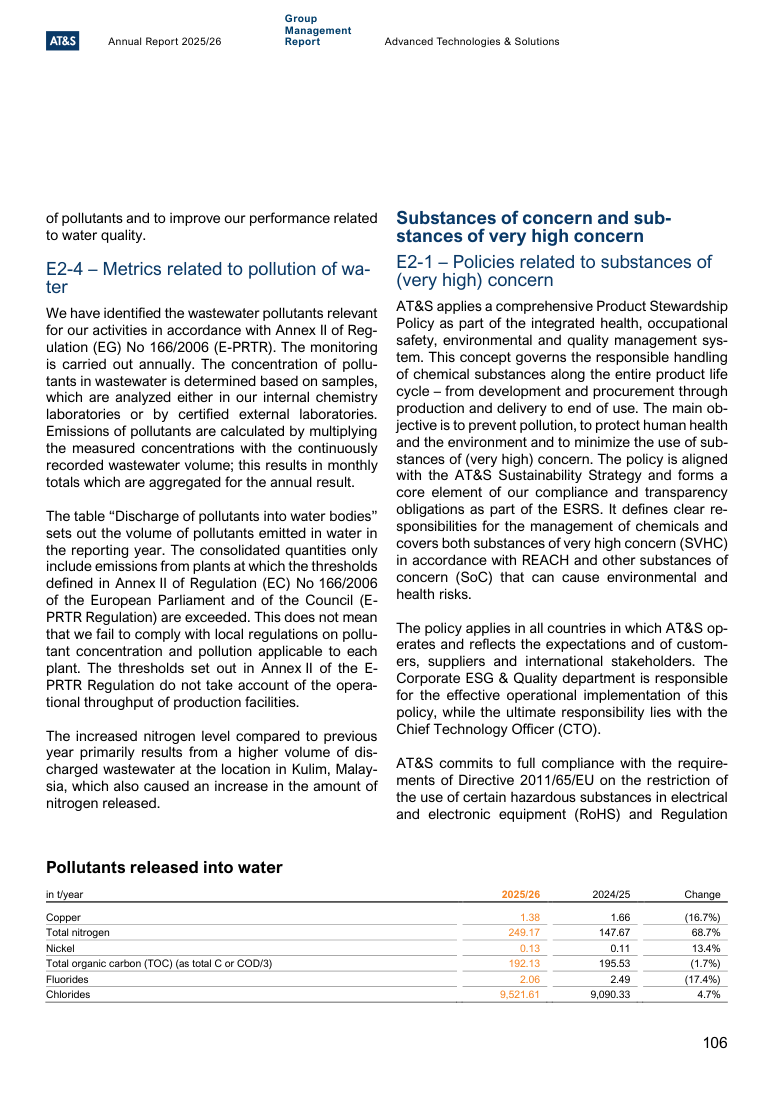 AT&S
Annual Report 2025/26
Group
Management
Report
Advanced Technologies & Solutions
of pollutants and to improve our performance related
to water quality.
E2-4 – Metrics related to pollution of wa-
ter
We have identified the wastewater pollutants relevant
for our activities in accordance with Annex II of Reg-
ulation (EG) No 166/2006 (E-PRTR). The monitoring
is carried out annually. The concentration of pollu-
tants in wastewater is determined based on samples,
which are analyzed either in our internal chemistry
laboratories or by certified external laboratories.
Emissions of pollutants are calculated by multiplying
the measured concentrations with the continuously
recorded wastewater volume; this results in monthly
totals which are aggregated for the annual result.
The table “Discharge of pollutants into water bodies”
sets out the volume of pollutants emitted in water in
the reporting year. The consolidated quantities only
include emissions from plants at which the thresholds
defined in Annex II of Regulation (EC) No 166/2006
of the European Parliament and of the Council (E-
PRTR Regulation) are exceeded. This does not mean
that we fail to comply with local regulations on pollu-
tant concentration and pollution applicable to each
plant. The thresholds set out in Annex II of the E-
PRTR Regulation do not take account of the opera-
tional throughput of production facilities.
The increased nitrogen level compared to previous
year primarily results from a higher volume of dis-
charged wastewater at the location in Kulim, Malay-
sia, which also caused an increase in the amount of
nitrogen released.
Substances of concern and sub-
stances of very high concern
E2-1 – Policies related to substances of
(very high) concern
AT&S applies a comprehensive Product Stewardship
Policy as part of the integrated health, occupational
safety, environmental and quality management sys-
tem. This concept governs the responsible handling
of chemical substances along the entire product life
cycle – from development and procurement through
production and delivery to end of use. The main ob-
jective is to prevent pollution, to protect human health
and the environment and to minimize the use of sub-
stances of (very high) concern. The policy is aligned
with the AT&S Sustainability Strategy and forms a
core element of our compliance and transparency
obligations as part of the ESRS. It defines clear re-
sponsibilities for the management of chemicals and
covers both substances of very high concern (SVHC)
in accordance with REACH and other substances of
concern (SoC) that can cause environmental and
health risks.
The policy applies in all countries in which AT&S op-
erates and reflects the expectations and of custom-
ers, suppliers and international stakeholders. The
Corporate ESG & Quality department is responsible
for the effective operational implementation of this
policy, while the ultimate responsibility lies with the
Chief Technology Officer (CTO).
AT&S commits to full compliance with the require-
ments of Directive 2011/65/EU on the restriction of
the use of certain hazardous substances in electrical
and electronic equipment (RoHS) and Regulation
Pollutants released into water
in t/year 2025/26 2024/25 Change
Copper 1.38 1.66 (16.7%)
Total nitrogen 249.17 147.67 68.7%
Nickel 0.13 0.11 13.4%
Total organic carbon (TOC) (as total C or COD/3) 192.13 195.53 (1.7%)
Fluorides 2.06 2.49 (17.4%)
Chlorides 9,521.61 9,090.33 4.7%
106